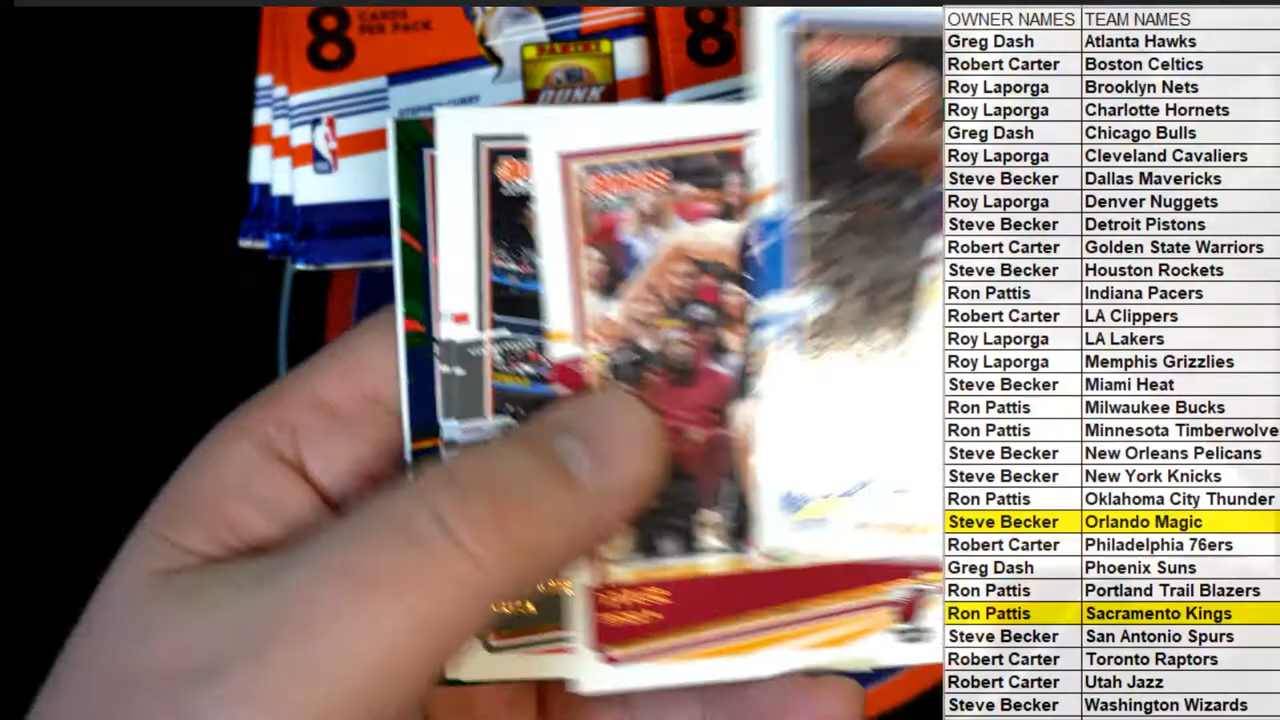 8 CARDS
PER PACK
PANINI
NBA
DUNK
STEPHEN CURRY
8
OWNER NAMES TEAM NAMES
Greg Dash Atlanta Hawks
Robert Carter Boston Celtics
Roy Laporga Brooklyn Nets
Roy Laporga Charlotte Hornets
Greg Dash Chicago Bulls
Roy Laporga Cleveland Cavaliers
Steve Becker Dallas Mavericks
Roy Laporga Denver Nuggets
Steve Becker Detroit Pistons
Robert Carter Golden State Warriors
Steve Becker Houston Rockets
Ron Pattis Indiana Pacers
Robert Carter LA Clippers
Roy Laporga LA Lakers
Roy Laporga Memphis Grizzlies
Steve Becker Miami Heat
Ron Pattis Milwaukee Bucks
Ron Pattis Minnesota Timberwolve
Steve Becker New Orleans Pelicans
Steve Becker New York Knicks
Ron Pattis Oklahoma City Thunder
Steve Becker Orlando Magic
Robert Carter Philadelphia 76ers
Greg Dash Phoenix Suns
Ron Pattis Portland Trail Blazers
Ron Pattis Sacramento Kings
Steve Becker San Antonio Spurs
Robert Carter Toronto Raptors
Robert Carter Utah Jazz
Steve Becker Washington Wizards